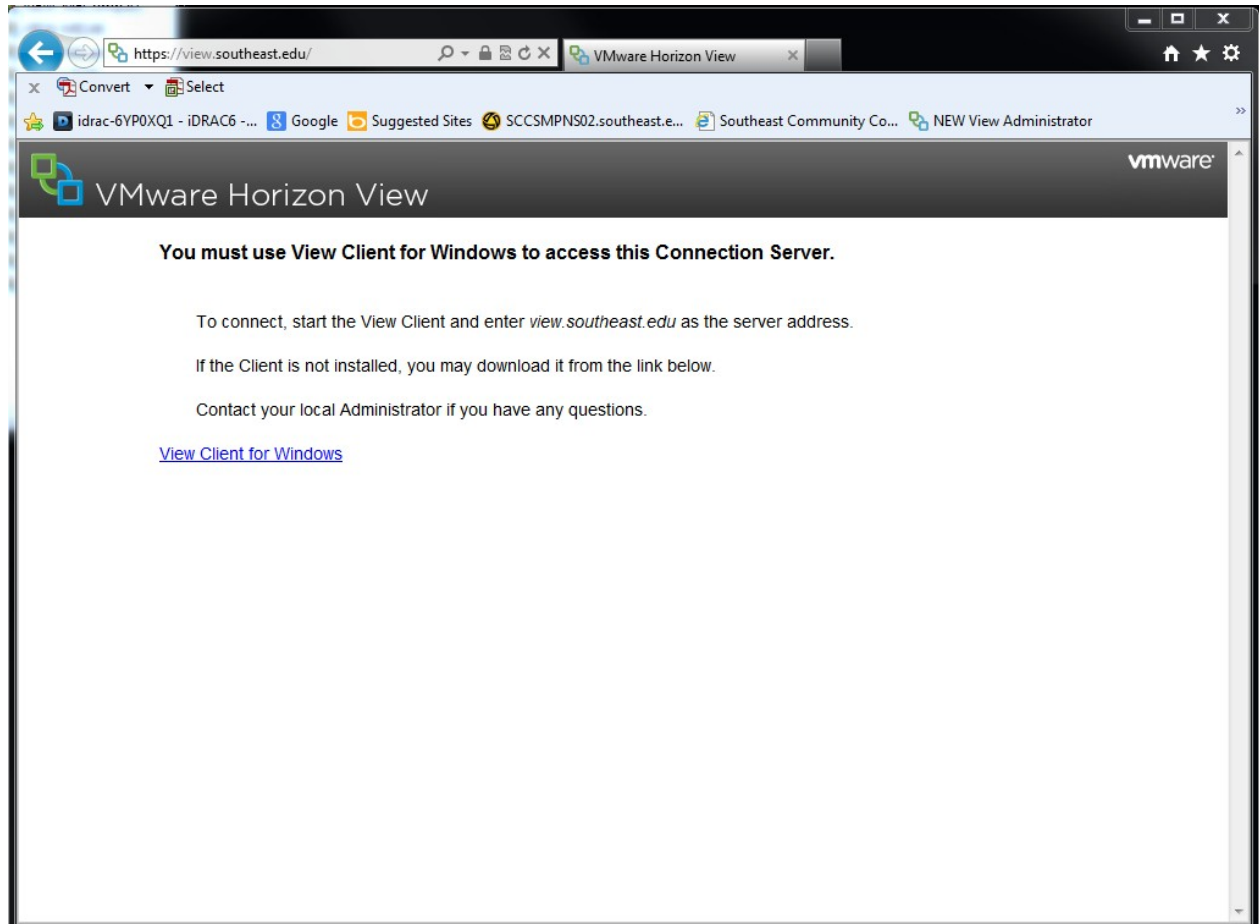 https://view.southeast.edu/
VMware Horizon View
Convert
Select
idrac-6YP0XQ1 - iDRAC6 -... Google Suggested Sites SCCSMPNS02.southeast.e... Southeast Community Co... NEW View Administrator
vmware
VMware Horizon View
You must use View Client for Windows to access this Connection Server.
To connect, start the View Client and enter view.southeast.edu as the server address.
If the Client is not installed, you may download it from the link below.
Contact your local Administrator if you have any questions.
View Client for Windows